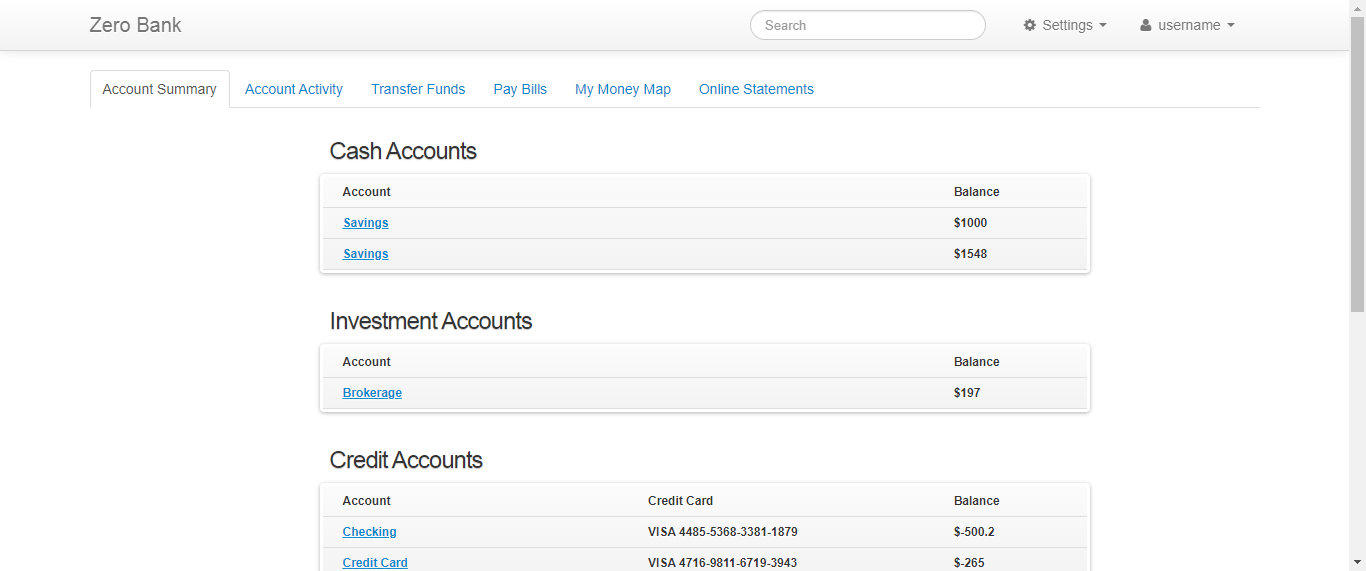 Zero Bank Search Settings username
Account Summary Account Activity Transfer Funds Pay Bills My Money Map Online Statements
Cash Accounts
Account Balance
Savings $1000
Savings $1548
Investment Accounts
Account Balance
Brokerage $197
Credit Accounts
Account Credit Card Balance
Checking VISA 4485-5368-3381-1879 $-500.2
Credit Card VISA 4716-9811-6719-3943 $-265